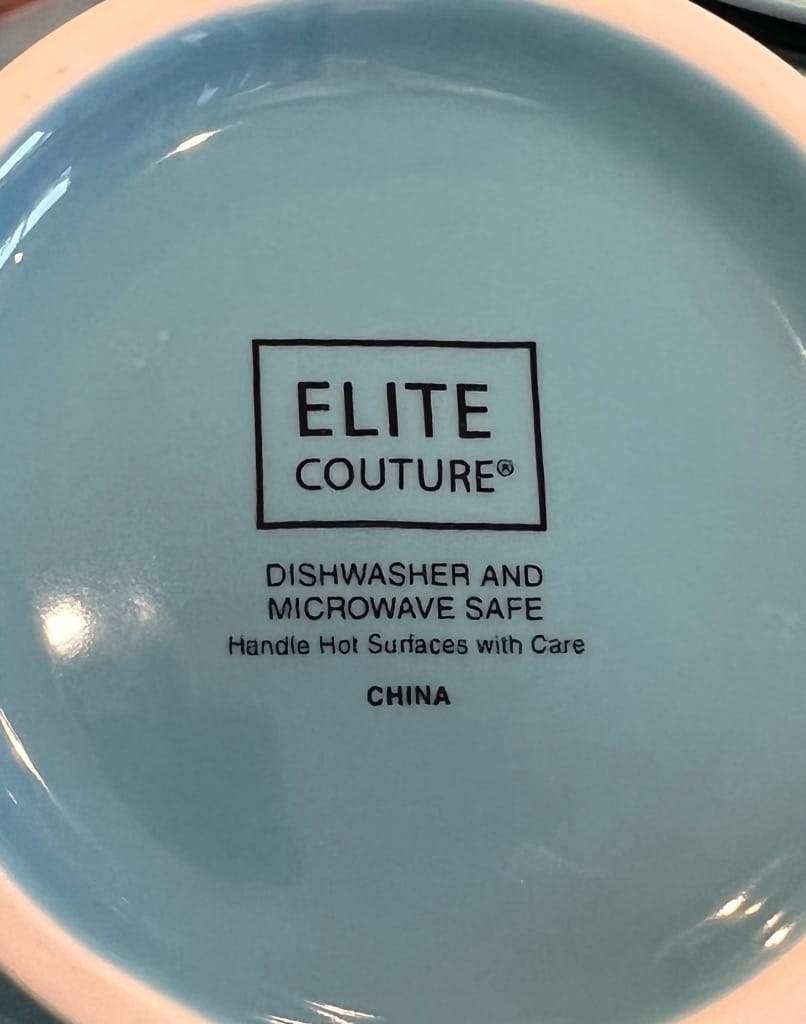 ELITE
COUTURE®
DISHWASHER AND
MICROWAVE SAFE
Handle Hot Surfaces with Care
CHINA